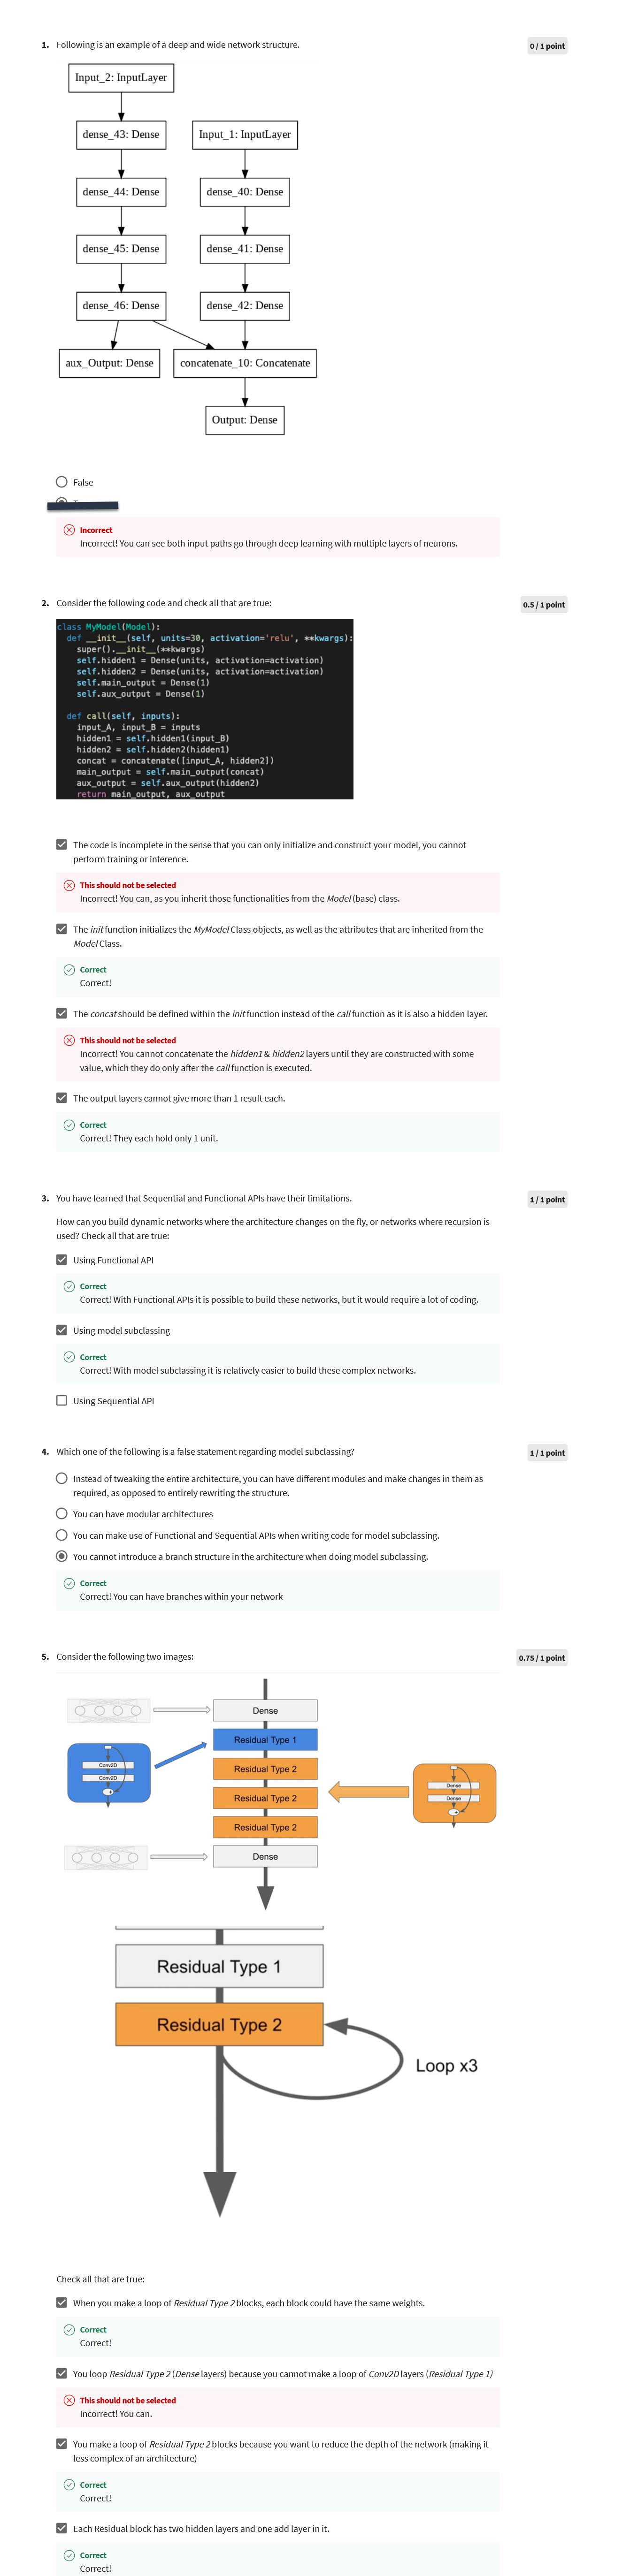 1. Following is an example of a deep and wide network structure.
0 / 1 point
Input_2: InputLayer
dense_43: Dense
Input_1: InputLayer
dense_44: Dense
dense_40: Dense
dense_45: Dense
dense_41: Dense
dense_46: Dense
dense_42: Dense
aux_Output: Dense
concatenate_10: Concatenate
Output: Dense
False
Incorrect
Incorrect! You can see both input paths go through deep learning with multiple layers of neurons.
2. Consider the following code and check all that are true:
0.5 / 1 point
class MyModel(Model):
def __init__(self, units=30, activation='relu', **kwargs):
super().__init__(**kwargs)
self.hidden1 = Dense(units, activation=activation)
self.hidden2 = Dense(units, activation=activation)
self.main_output = Dense(1)
self.aux_output = Dense(1)
def call(self, inputs):
input_A, input_B = inputs
hidden1 = self.hidden1(input_B)
hidden2 = self.hidden2(hidden1)
concat = concatenate([input_A, hidden2])
main_output = self.main_output(concat)
aux_output = self.aux_output(hidden2)
return main_output, aux_output
The code is incomplete in the sense that you can only initialize and construct your model, you cannot
perform training or inference.
This should not be selected
Incorrect! You can, as you inherit those functionalities from the Model (base) class.
The init function initializes the MyModel Class objects, as well as the attributes that are inherited from the
Model Class.
Correct
Correct!
The concat should be defined within the init function instead of the call function as it is also a hidden layer.
This should not be selected
Incorrect! You cannot concatenate the hidden1 & hidden2 layers until they are constructed with some
value, which they do only after the call function is executed.
The output layers cannot give more than 1 result each.
Correct
Correct! They each hold only 1 unit.
3. You have learned that Sequential and Functional APIs have their limitations.
1 / 1 point
How can you build dynamic networks where the architecture changes on the fly, or networks where recursion is
used? Check all that are true:
Using Functional API
Correct
Correct! With Functional APIs it is possible to build these networks, but it would require a lot of coding.
Using model subclassing
Correct
Correct! With model subclassing it is relatively easier to build these complex networks.
Using Sequential API
4. Which one of the following is a false statement regarding model subclassing?
1 / 1 point
Instead of tweaking the entire architecture, you can have different modules and make changes in them as
required, as opposed to entirely rewriting the structure.
You can have modular architectures
You can make use of Functional and Sequential APIs when writing code for model subclassing.
You cannot introduce a branch structure in the architecture when doing model subclassing.
Correct
Correct! You can have branches within your network
5. Consider the following two images:
0.75 / 1 point
Dense
Residual Type 1
Conv2D
Conv2D
+
Residual Type 2
Residual Type 2
Residual Type 2
Dense
Dense
+
Dense
Residual Type 1
Residual Type 2
Loop x3
Check all that are true:
When you make a loop of Residual Type 2 blocks, each block could have the same weights.
Correct
Correct!
You loop Residual Type 2 (Dense layers) because you cannot make a loop of Conv2D layers (Residual Type 1)
This should not be selected
Incorrect! You can.
You make a loop of Residual Type 2 blocks because you want to reduce the depth of the network (making it
less complex of an architecture)
Correct
Correct!
Each Residual block has two hidden layers and one add layer in it.
Correct
Correct!